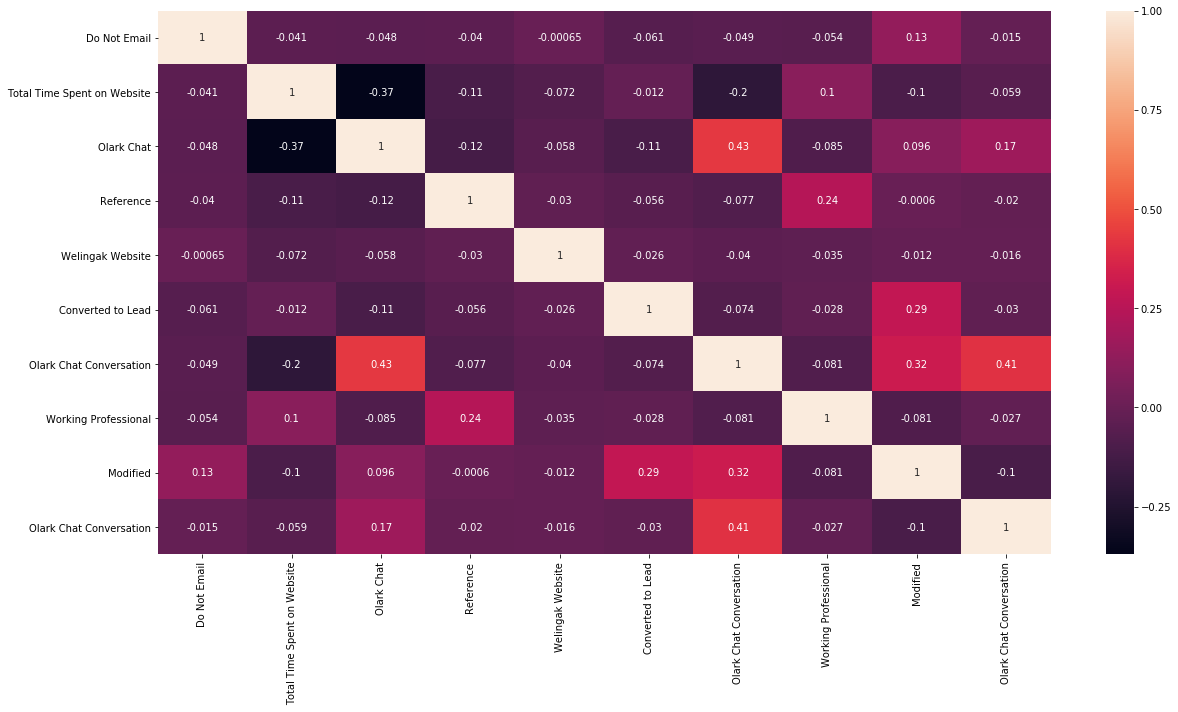 Do Not Email 1 -0.041 -0.048 -0.04 -0.00065 -0.061 -0.049 -0.054 0.13 -0.015
Total Time Spent on Website -0.041 1 -0.37 -0.11 -0.072 -0.012 -0.2 0.1 -0.1 -0.059
Olark Chat -0.048 -0.37 1 -0.12 -0.058 -0.11 0.43 -0.085 0.096 0.17
Reference -0.04 -0.11 -0.12 1 -0.03 -0.056 -0.077 0.24 -0.0006 -0.02
Welingak Website -0.00065 -0.072 -0.058 -0.03 1 -0.026 -0.04 -0.035 -0.012 -0.016
Converted to Lead -0.061 -0.012 -0.11 -0.056 -0.026 1 -0.074 -0.028 0.29 -0.03
Olark Chat Conversation -0.049 -0.2 0.43 -0.077 -0.04 -0.074 1 -0.081 0.32 0.41
Working Professional -0.054 0.1 -0.085 0.24 -0.035 -0.028 -0.081 1 -0.081 -0.027
Modified 0.13 -0.1 0.096 -0.0006 -0.012 0.29 0.32 -0.081 1 -0.1
Olark Chat Conversation -0.015 -0.059 0.17 -0.02 -0.016 -0.03 0.41 -0.027 -0.1 1
Do Not Email
Total Time Spent on Website
Olark Chat
Reference
Welingak Website
Converted to Lead
Olark Chat Conversation
Working Professional
Modified
Olark Chat Conversation
1.00
0.75
0.50
0.25
0.00
−0.25